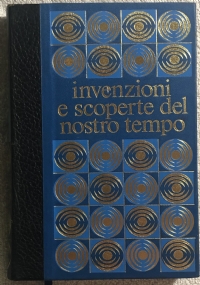 invenzioni
e scoperte del
nostro tempo